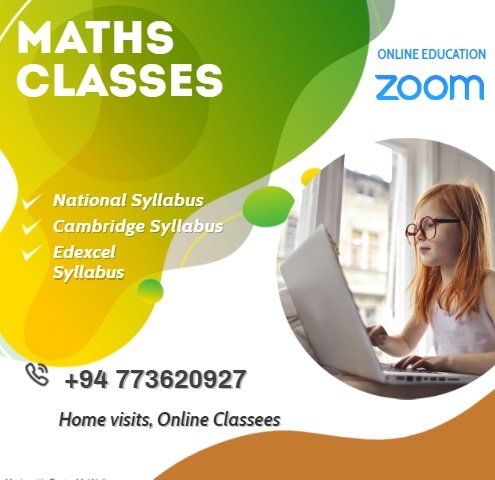 MATHS
CLASSES
ONLINE EDUCATION
zoom
National Syllabus
Cambridge Syllabus
Edexcel
Syllabus
+94 773620927
Home visits, Online Classees